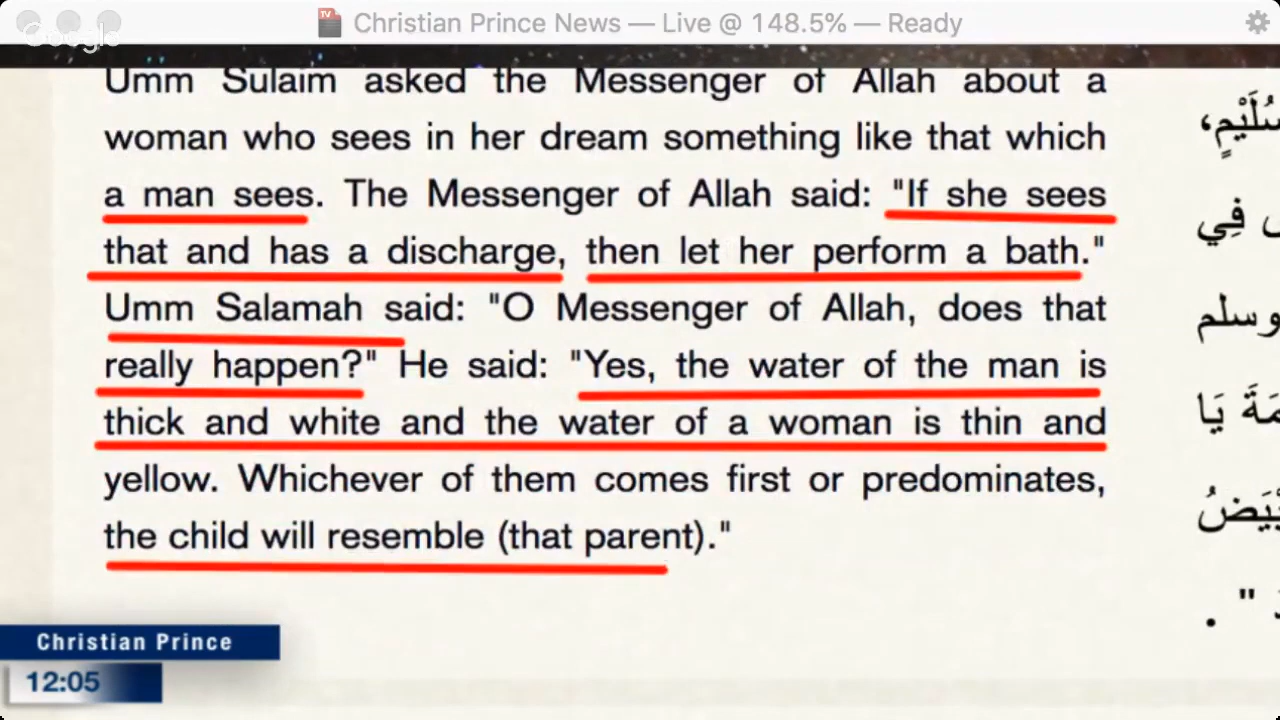 Christian Prince News — Live @ 148.5% — Ready
Google
Umm Sulaim asked the Messenger of Allah about a
woman who sees in her dream something like that which
a man sees. The Messenger of Allah said: "If she sees
that and has a discharge, then let her perform a bath."
Umm Salamah said: "O Messenger of Allah, does that
really happen?" He said: "Yes, the water of the man is
thick and white and the water of a woman is thin and
yellow. Whichever of them comes first or predominates,
the child will resemble (that parent)."
سُلَيْمٍ،
فِي
وسلم
يَا
" .
Christian Prince
12:05